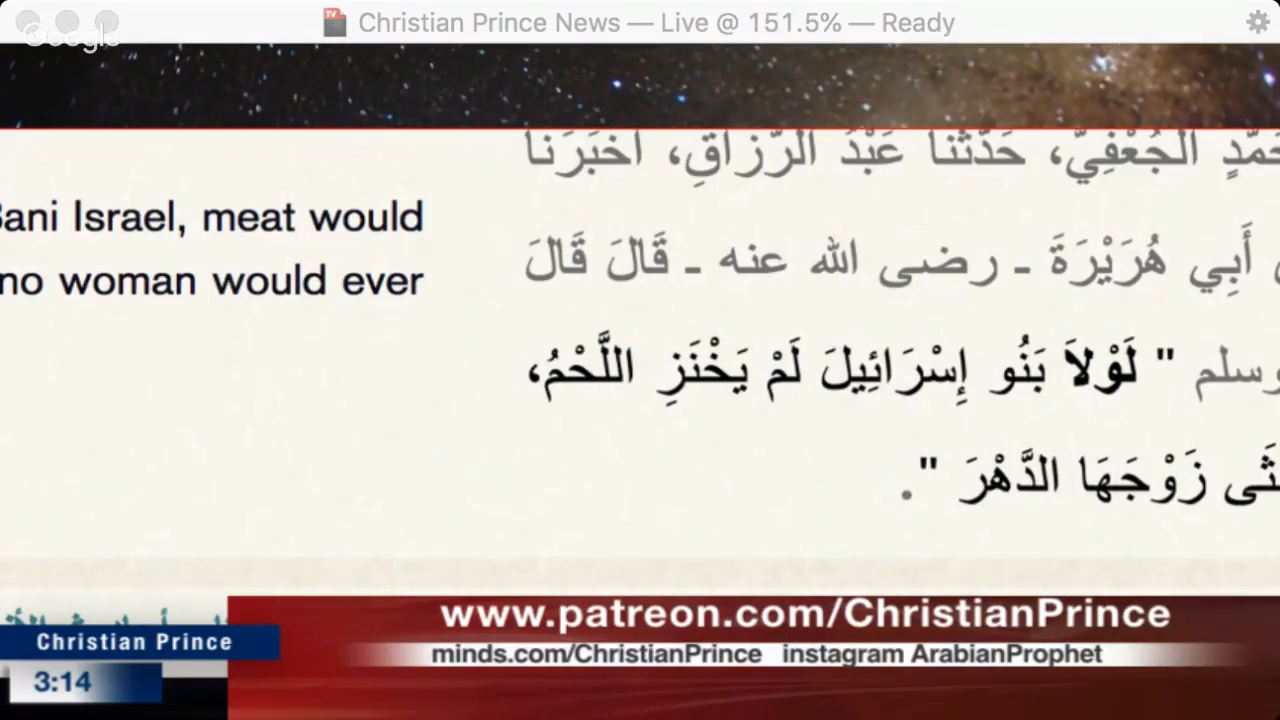 Christian Prince News — Live @ 151.5% — Ready
Google
الجُعْفِيُّ، حَدَّثَنَا عَبْدُ الرَّزَّاقِ، أَخْبَرَنَا
Bani Israel, meat would
أَبِي هُرَيْرَةَ ـ رضى الله عنه ـ قَالَ قَالَ
no woman would ever
وسلم " لَوْلاَ بَنُو إِسْرَائِيلَ لَمْ يَخْنَزِ اللَّحْمُ،
زَوْجَهَا الدَّهْرَ ".
www.patreon.com/ChristianPrince
Christian Prince
minds.com/ChristianPrince instagram ArabianProphet
3:14